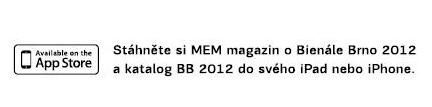 Available on the
App Store
Stáhněte si MEM magazin o Bienále Brno 2012
a katalog BB 2012 do svého iPad nebo iPhone.